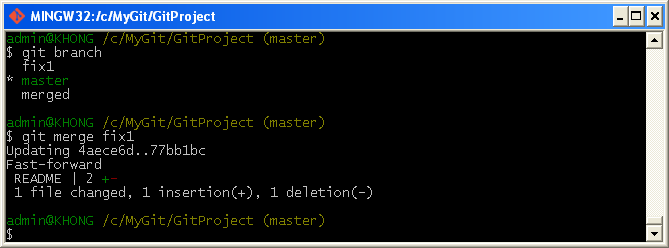 MINGW32:/c/MyGit/GitProject
admin@KHONG /c/MyGit/GitProject (master)
$ git branch
  fix1
* master
  merged
admin@KHONG /c/MyGit/GitProject (master)
$ git merge fix1
Updating 4aece6d..77bb1bc
Fast-forward
 README | 2 +-
 1 file changed, 1 insertion(+), 1 deletion(-)
admin@KHONG /c/MyGit/GitProject (master)
$